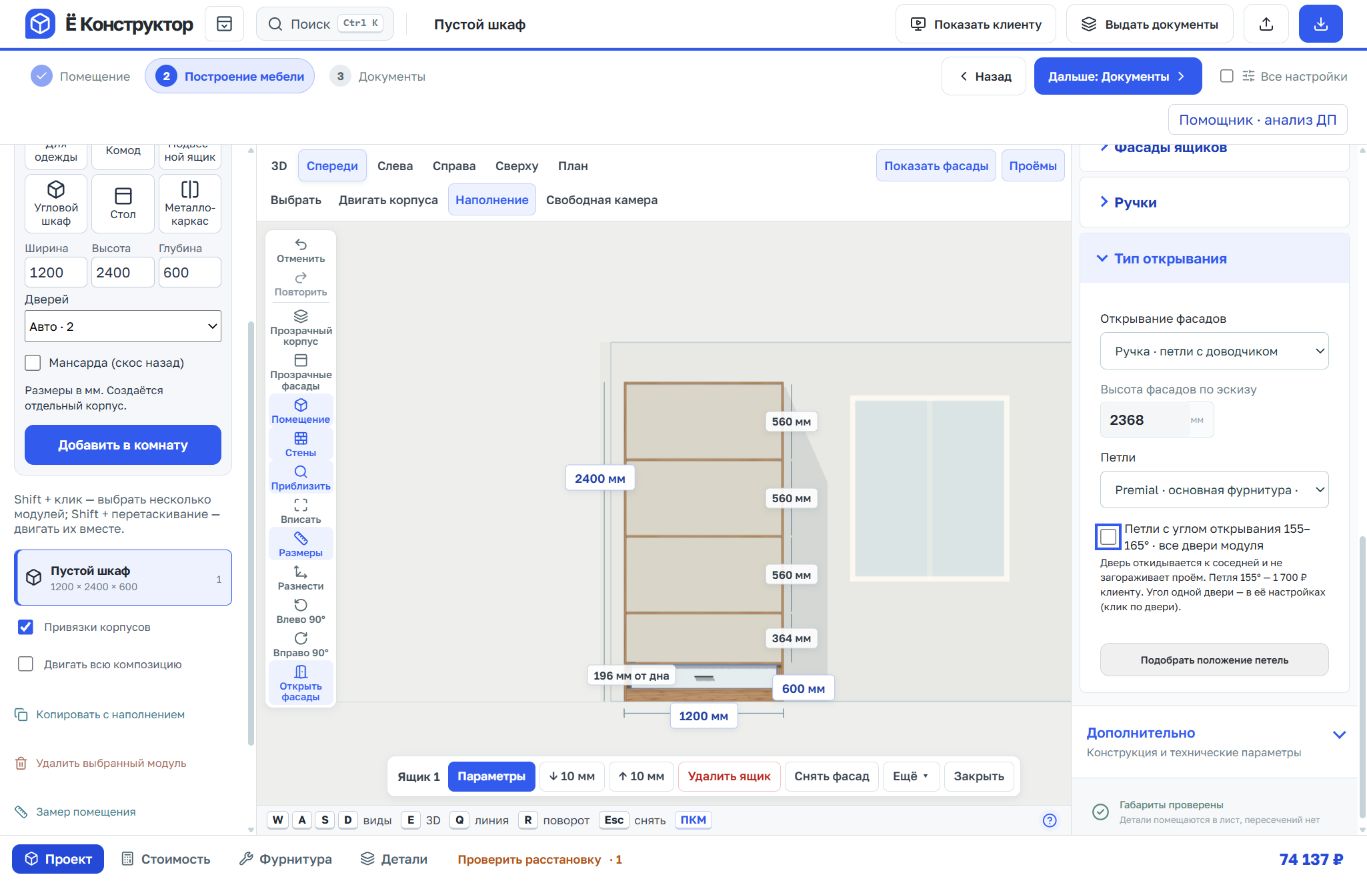 Ё Конструктор
Поиск
Ctrl K
Пустой шкаф
Показать клиенту
Выдать документы
Помещение
2
Построение мебели
3
Документы
Назад
Дальше: Документы
Все настройки
Помощник · анализ ДП
Для
одежды
Комод
Подвес-
ной ящик
Угловой
шкаф
Стол
Металло-
каркас
Ширина
Высота
Глубина
1200
2400
600
Дверей
Авто · 2
Мансарда (скос назад)
Размеры в мм. Создаётся
отдельный корпус.
Добавить в комнату
Shift + клик — выбрать несколько
модулей; Shift + перетаскивание —
двигать их вместе.
Пустой шкаф
1200 × 2400 × 600
1
Привязки корпусов
Двигать всю композицию
Копировать с наполнением
Удалить выбранный модуль
Замер помещения
3D
Спереди
Слева
Справа
Сверху
План
Показать фасады
Проёмы
Выбрать
Двигать корпуса
Наполнение
Свободная камера
Отменить
Повторить
Прозрачный
корпус
Прозрачные
фасады
Помещение
Стены
Приблизить
Вписать
Размеры
Разнести
Влево 90°
Вправо 90°
Открыть
фасады
560 мм
2400 мм
560 мм
560 мм
364 мм
196 мм от дна
600 мм
1200 мм
Ящик 1
Параметры
↓ 10 мм
↑ 10 мм
Удалить ящик
Снять фасад
Ещё
Закрыть
W
A
S
D
виды
E
3D
Q
линия
R
поворот
Esc
снять
ПКМ
Фасады ящиков
Ручки
Тип открывания
Открывание фасадов
Ручка · петли с доводчиком
Высота фасадов по эскизу
2368
мм
Петли
Premial · основная фурнитура ·
Петли с углом открывания 155–
165° · все двери модуля
Дверь откидывается к соседней и не
загораживает проём. Петля 155° — 1 700 ₽
клиенту. Угол одной двери — в её настройках
(клик по двери).
Подобрать положение петель
Дополнительно
Конструкция и технические параметры
Габариты проверены
Детали помещаются в лист, пересечений нет
Проект
Стоимость
Фурнитура
Детали
Проверить расстановку · 1
74 137 ₽